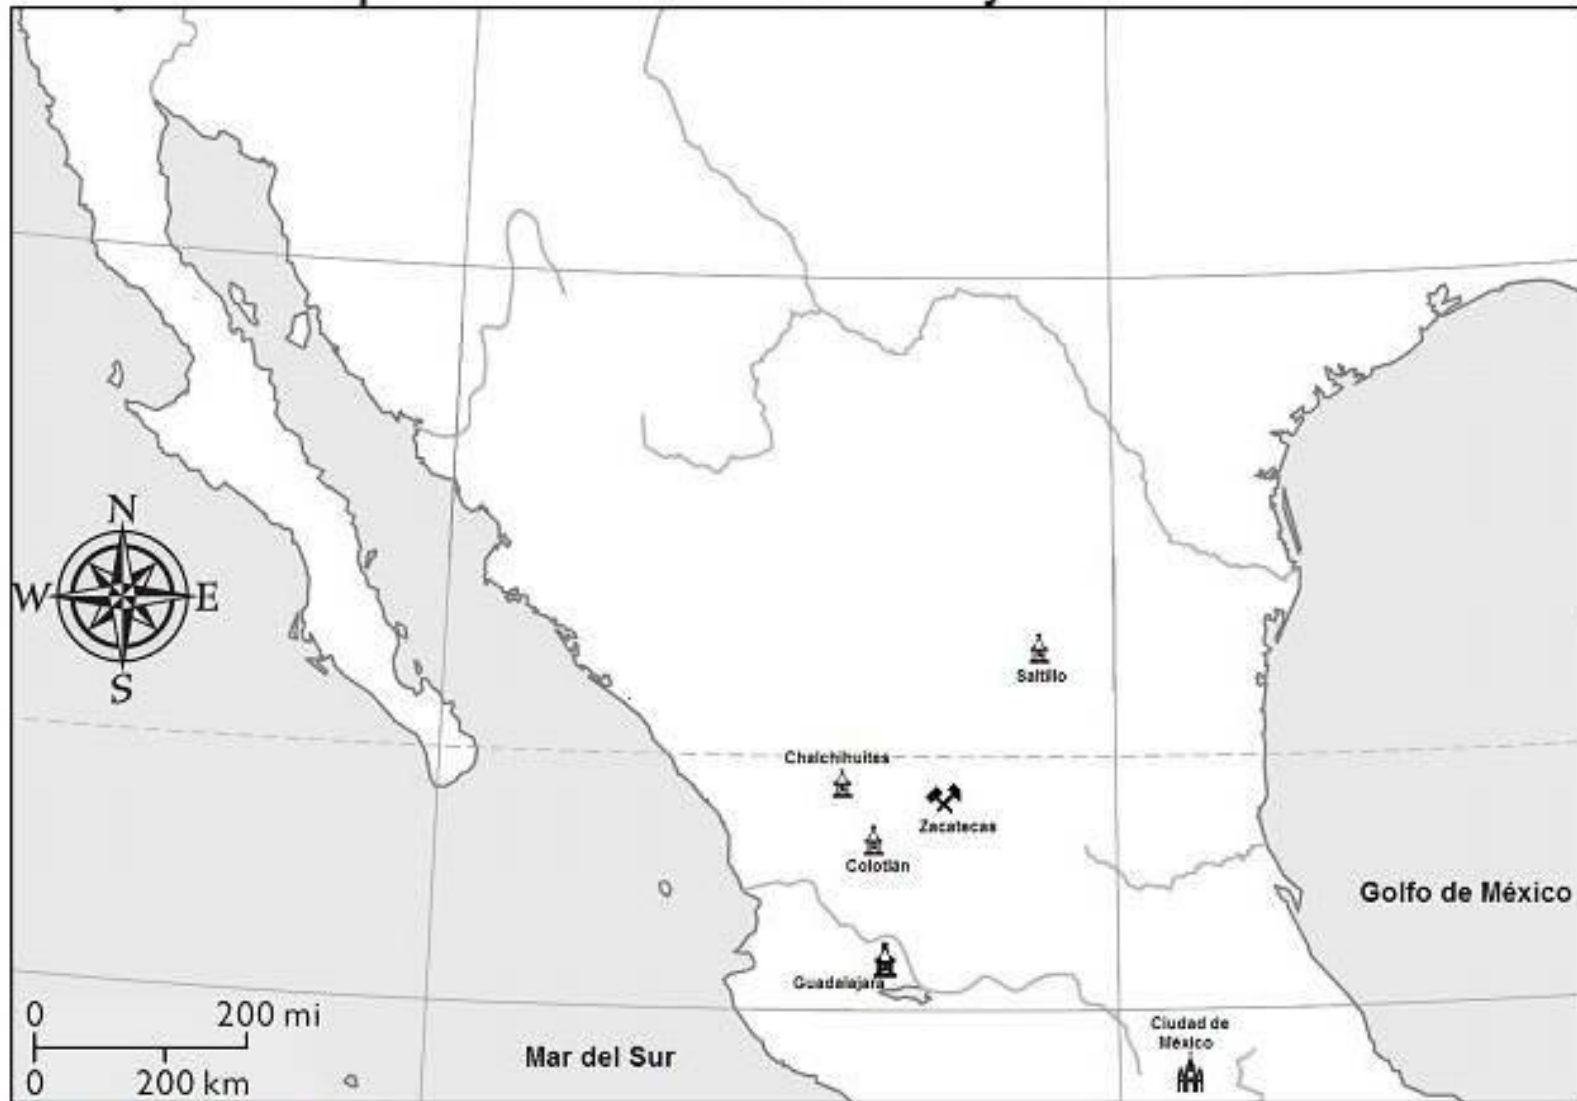 N
W E
S
Saltillo
Chalchihuites
Zacatecas
Colotlán
Golfo de México
Guadalajara
0 200 mi
0 200 km
Mar del Sur
Ciudad de
México